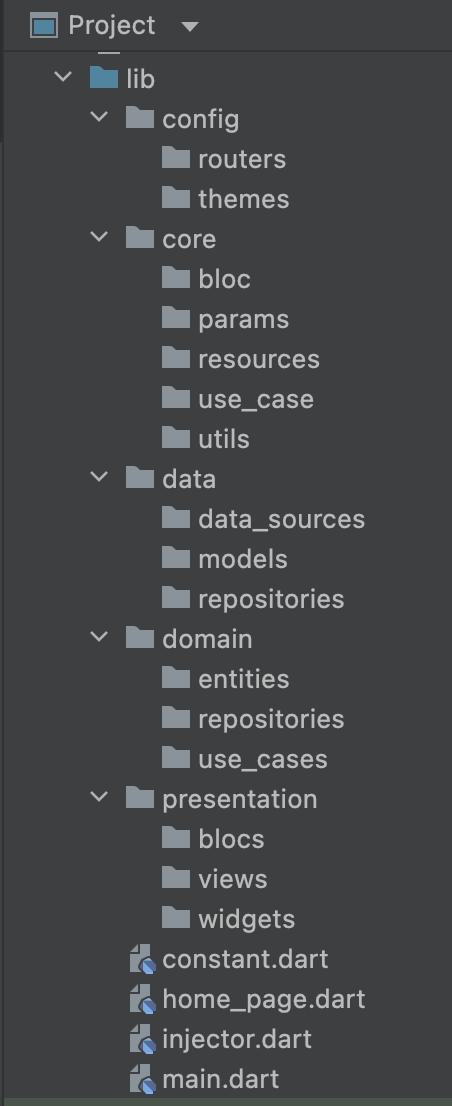 Project
lib
config
routers
themes
core
bloc
params
resources
use_case
utils
data
data_sources
models
repositories
domain
entities
repositories
use_cases
presentation
blocs
views
widgets
constant.dart
home_page.dart
injector.dart
main.dart